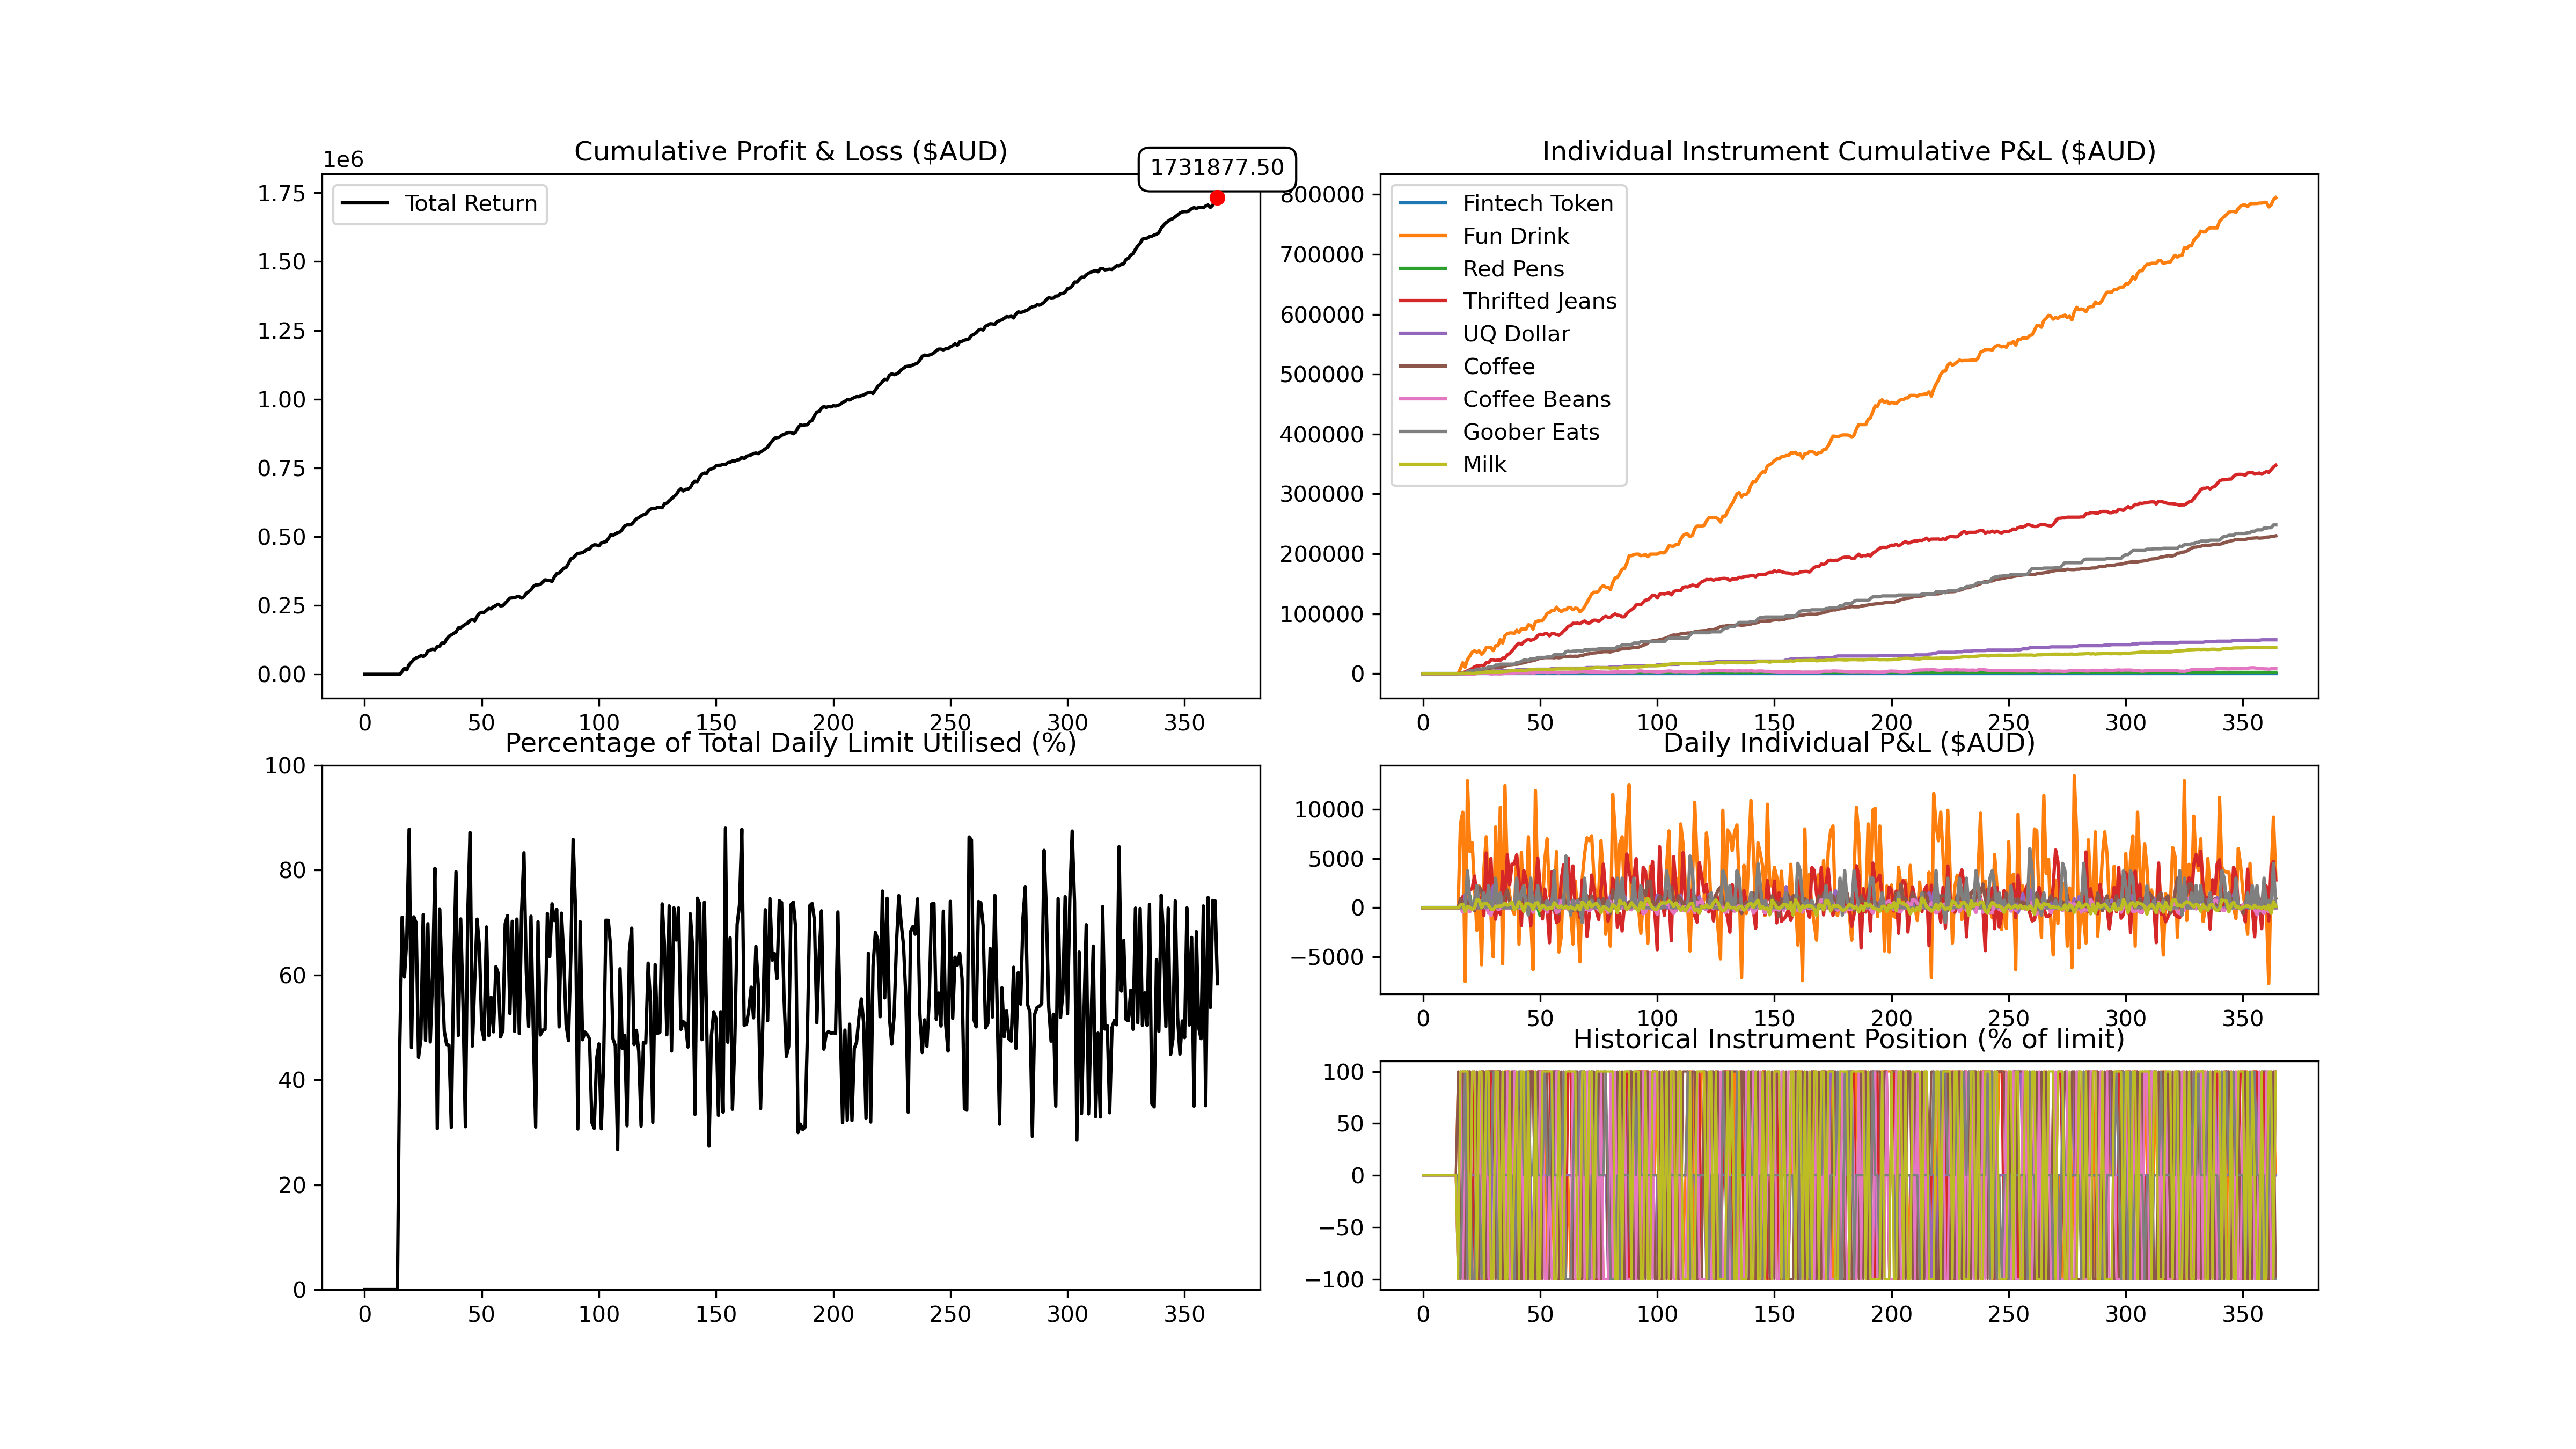 Cumulative Profit & Loss ($AUD)
1e6
1731877.50
Total Return
1.75
1.50
1.25
1.00
0.75
0.50
0.25
0.00
0 50 100 150 200 250 300 350
Individual Instrument Cumulative P&L ($AUD)
Fintech Token
Fun Drink
Red Pens
Thrifted Jeans
UQ Dollar
Coffee
Coffee Beans
Goober Eats
Milk
800000
700000
600000
500000
400000
300000
200000
100000
0
0 50 100 150 200 250 300 350
Percentage of Total Daily Limit Utilised (%)
100
80
60
40
20
0
0 50 100 150 200 250 300 350
Daily Individual P&L ($AUD)
10000
5000
0
−5000
0 50 100 150 200 250 300 350
Historical Instrument Position (% of limit)
100
50
0
−50
−100
0 50 100 150 200 250 300 350